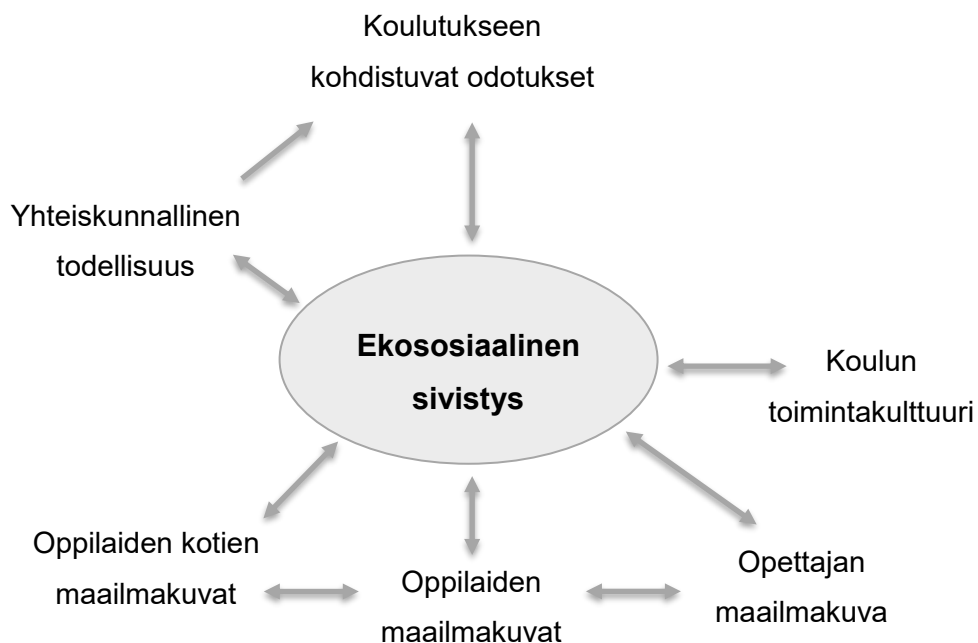 Koulutukseen
kohdistuvat odotukset
Yhteiskunnallinen
todellisuus
Ekososiaalinen
sivistys
Koulun
toimintakulttuuri
Oppilaiden kotien
maailmakuvat
Oppilaiden
maailmakuvat
Opettajan
maailmakuva